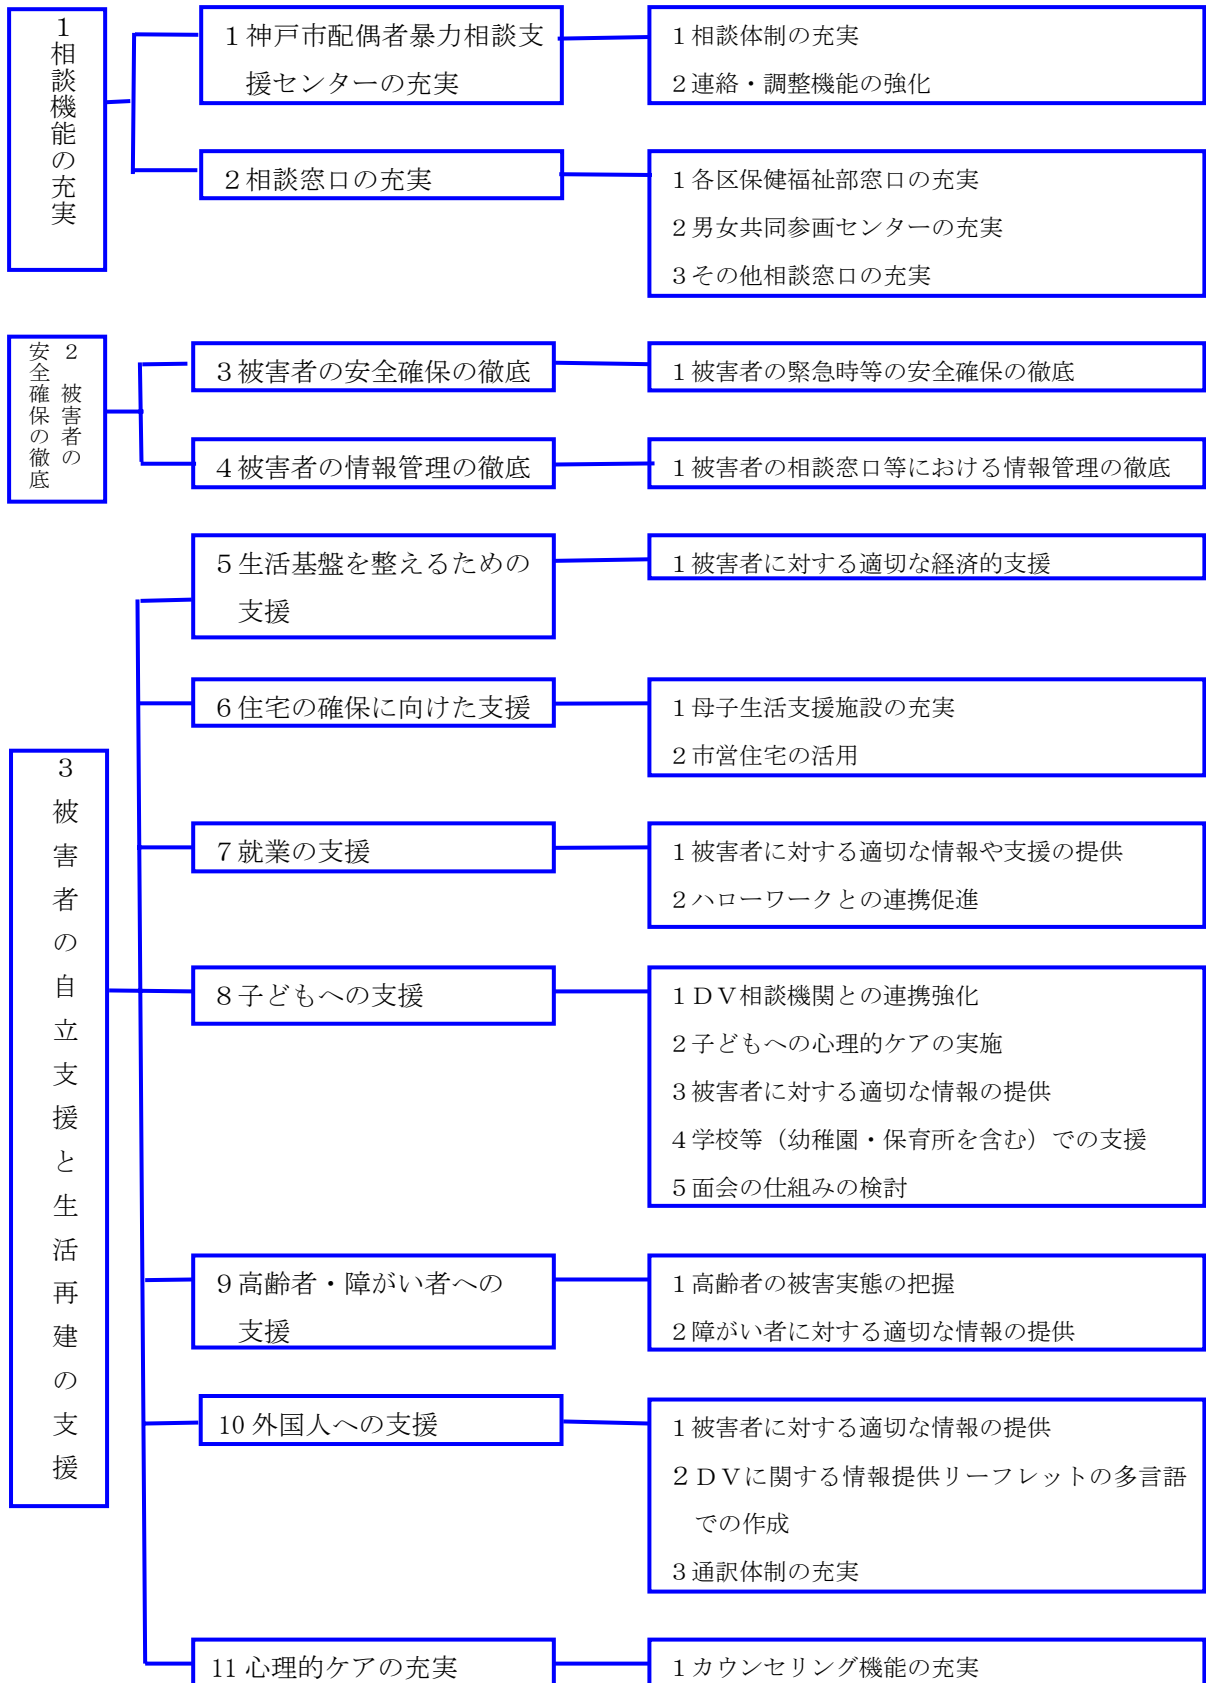 1相談機能の充実
1神戸市配偶者暴力相談支
援センターの充実
1相談体制の充実
2連絡・調整機能の強化
2相談窓口の充実
1各区保健福祉部窓口の充実
2男女共同参画センターの充実
3その他相談窓口の充実
2 被害者の
安全確保の徹底
3被害者の安全確保の徹底
1被害者の緊急時等の安全確保の徹底
4被害者の情報管理の徹底
1被害者の相談窓口等における情報管理の徹底
3被害者の自立支援と生活再建の支援
5生活基盤を整えるための
支援
1被害者に対する適切な経済的支援
6住宅の確保に向けた支援
1母子生活支援施設の充実
2市営住宅の活用
7就業の支援
1被害者に対する適切な情報や支援の提供
2ハローワークとの連携促進
8子どもへの支援
1DV相談機関との連携強化
2子どもへの心理的ケアの実施
3被害者に対する適切な情報の提供
4学校等（幼稚園・保育所を含む）での支援
5面会の仕組みの検討
9高齢者・障がい者への
支援
1高齢者の被害実態の把握
2障がい者に対する適切な情報の提供
10外国人への支援
1被害者に対する適切な情報の提供
2DVに関する情報提供リーフレットの多言語
での作成
3通訳体制の充実
11心理的ケアの充実
1カウンセリング機能の充実